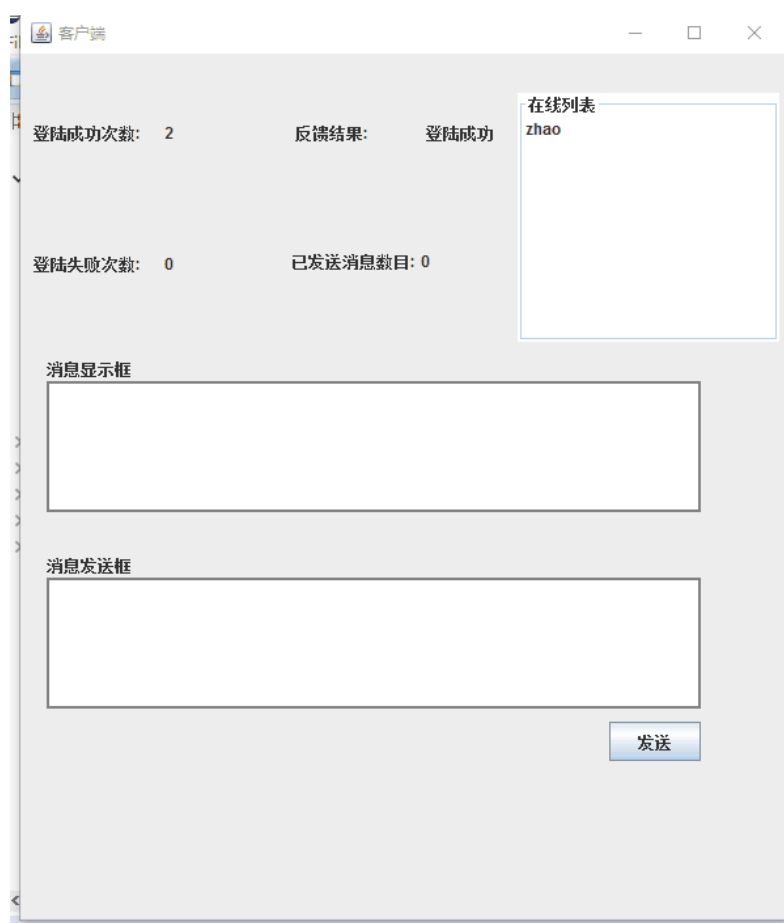 客户端
登陆成功次数: 2 反馈结果: 登陆成功
在线列表
zhao
登陆失败次数: 0 已发送消息数目: 0
消息显示框
消息发送框
发送